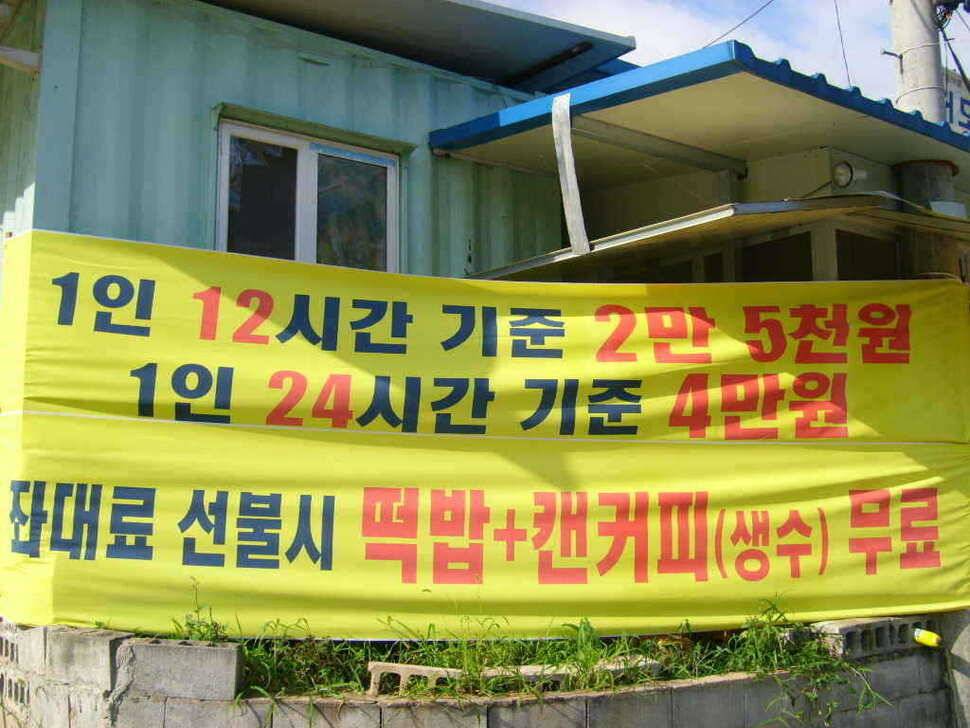 1인 12시간 기준 2만 5천원
1인 24시간 기준 4만원
좌대료 선불시 떡밥+캔커피(생수) 무료